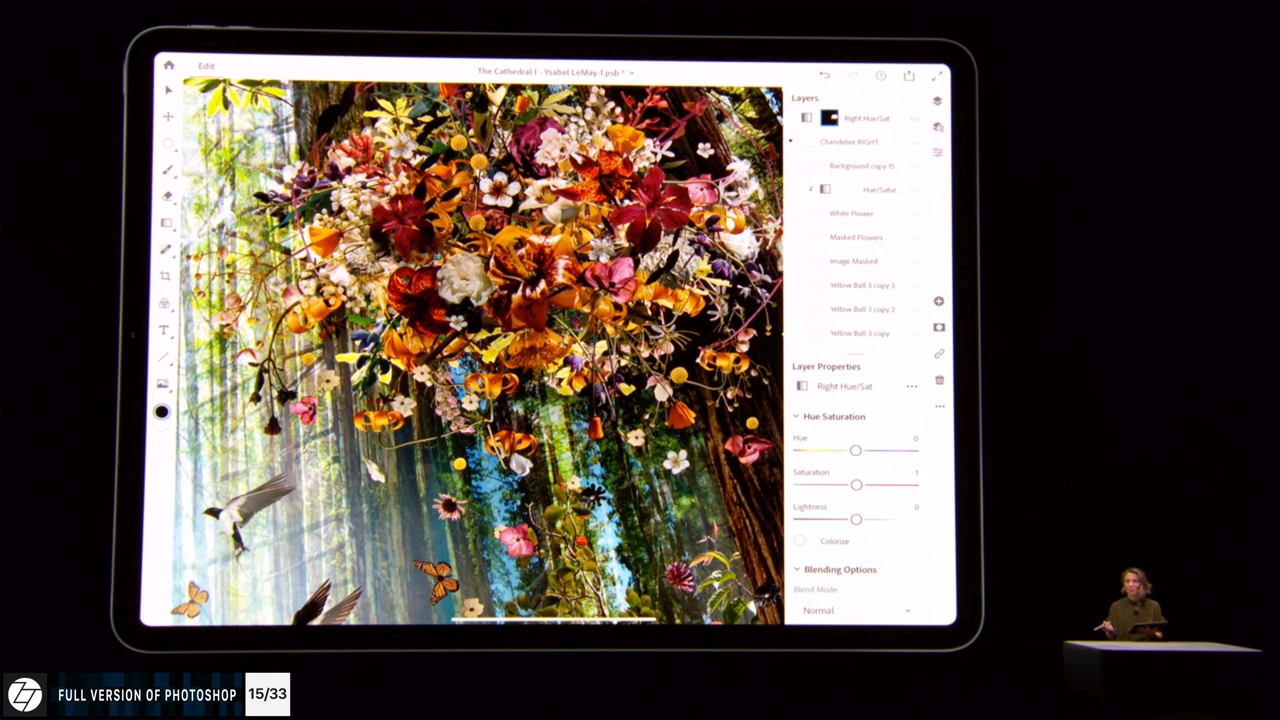 Edit
The Cathedral I - Ysabel LeMay-1.psb *
Layers
Right Hue/Sat
Chandelier RIGHT
Background copy 15
Hue/Satur...
White Flower
Masked Flowers
Image Masked
Yellow Ball 3 copy 3
Yellow Ball 3 copy 2
Yellow Ball 3 copy
Layer Properties
Right Hue/Sat
Hue Saturation
Hue 0
Saturation 1
Lightness 0
Colorize
Blending Options
Blend Mode
Normal
FULL VERSION OF PHOTOSHOP 15/33